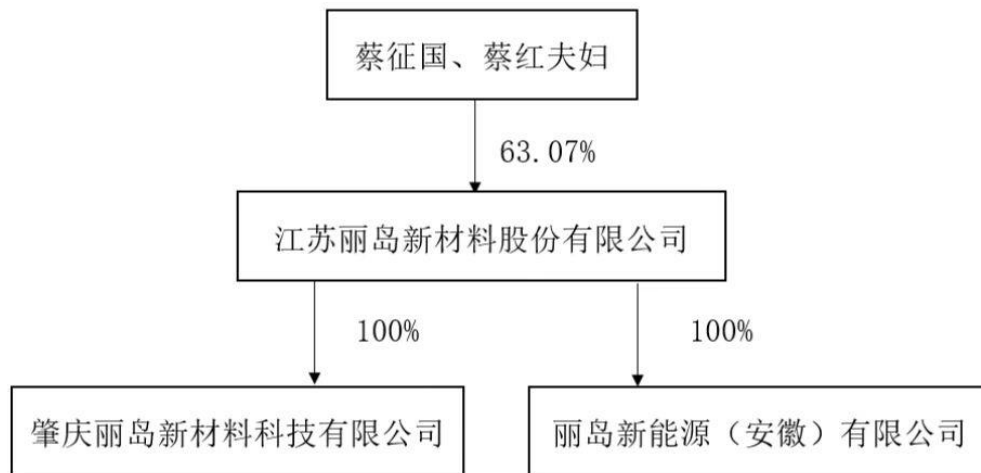 蔡征国、蔡红夫妇
63.07%
江苏丽岛新材料股份有限公司
100%
100%
肇庆丽岛新材料科技有限公司
丽岛新能源（安徽）有限公司